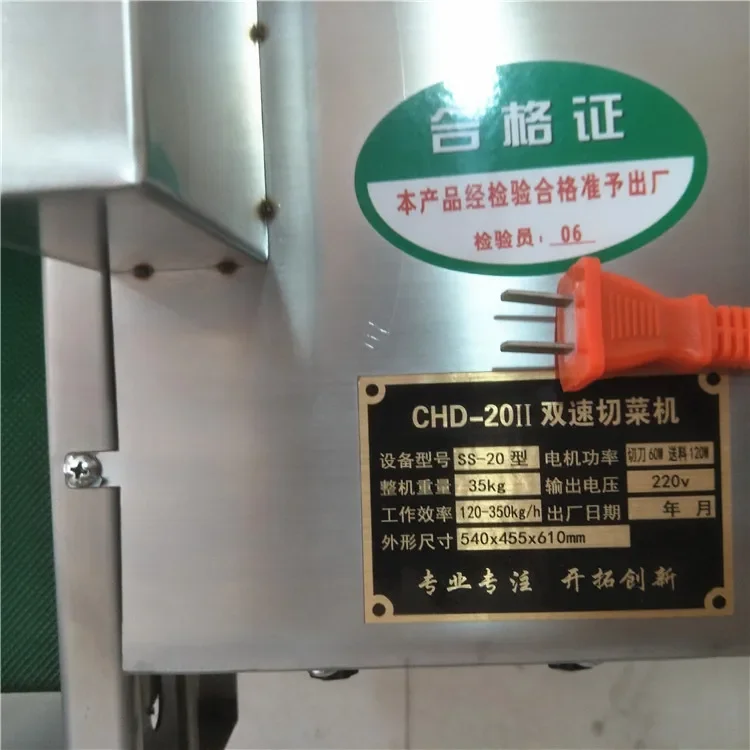 合格证
本产品经检验合格准予出厂
检验员：06
CHD-20II 双速切菜机
设备型号 SS-20 型 电机功率 切刀 60W 送料 120W
整机重量 35kg 输出电压 220v
工作效率 120-350kg/h 出厂日期 年 月
外形尺寸 540x455x610mm
专业专注 开拓创新